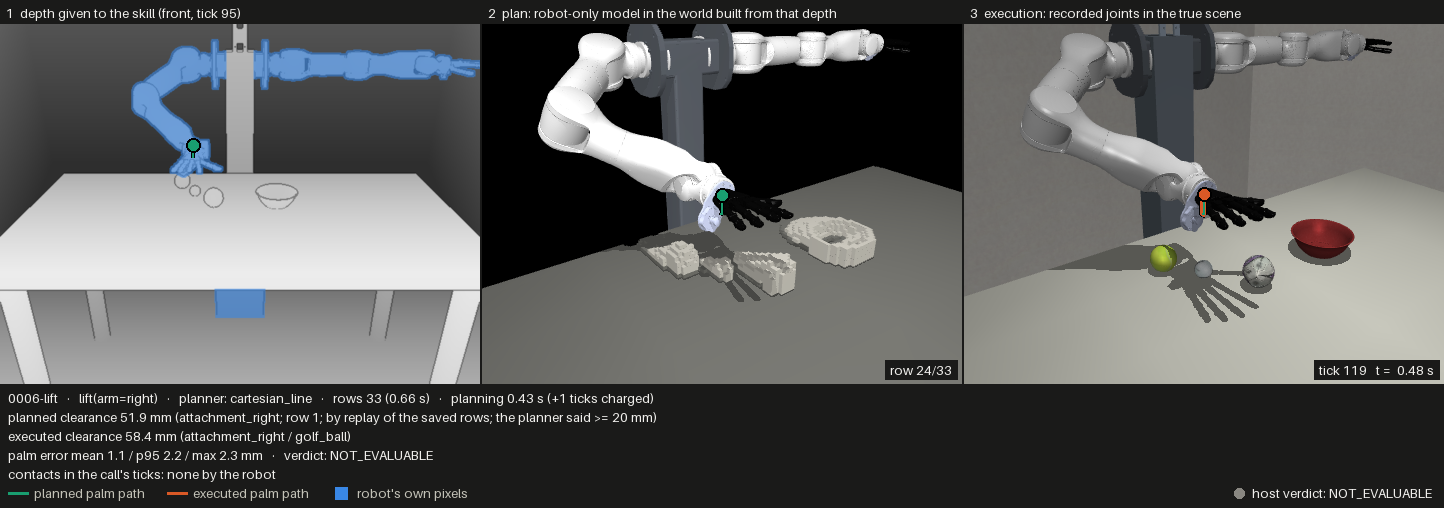 1 depth given to the skill (front, tick 95)
2 plan: robot-only model in the world built from that depth
3 execution: recorded joints in the true scene
row 24/33
tick 119 t = 0.48 s
0006-lift · lift(arm=right) · planner: cartesian_line · rows 33 (0.66 s) · planning 0.43 s (+1 ticks charged)
planned clearance 51.9 mm (attachment_right; row 1; by replay of the saved rows; the planner said >= 20 mm)
executed clearance 58.4 mm (attachment_right / golf_ball)
palm error mean 1.1 / p95 2.2 / max 2.3 mm · verdict: NOT_EVALUABLE
contacts in the call's ticks: none by the robot
planned palm path executed palm path robot's own pixels host verdict: NOT_EVALUABLE